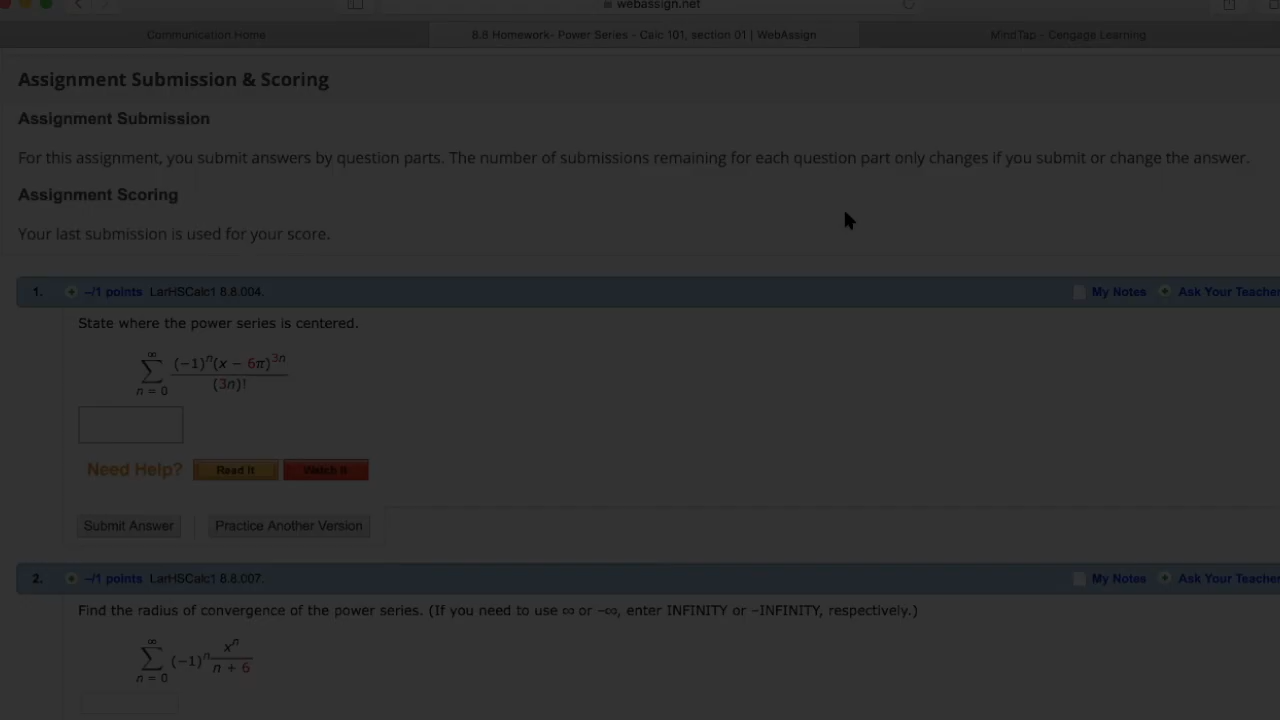 webassign.net
Communication Home
8.8 Homework- Power Series - Calc 101, section 01 | WebAssign
MindTap - Cengage Learning
Assignment Submission & Scoring
Assignment Submission
For this assignment, you submit answers by question parts. The number of submissions remaining for each question part only changes if you submit or change the answer.
Assignment Scoring
Your last submission is used for your score.
1. + –/1 points LarHSCalc1 8.8.004. My Notes + Ask Your Teache
State where the power series is centered.
∞
∑ (−1)^n(x − 6π)^3n / (3n)!
n = 0
Need Help? Read It Watch It
Submit Answer Practice Another Version
2. + –/1 points LarHSCalc1 8.8.007. My Notes + Ask Your Teache
Find the radius of convergence of the power series. (If you need to use ∞ or −∞, enter INFINITY or −INFINITY, respectively.)
∞
∑ (−1)^n x^n / n + 6
n = 0